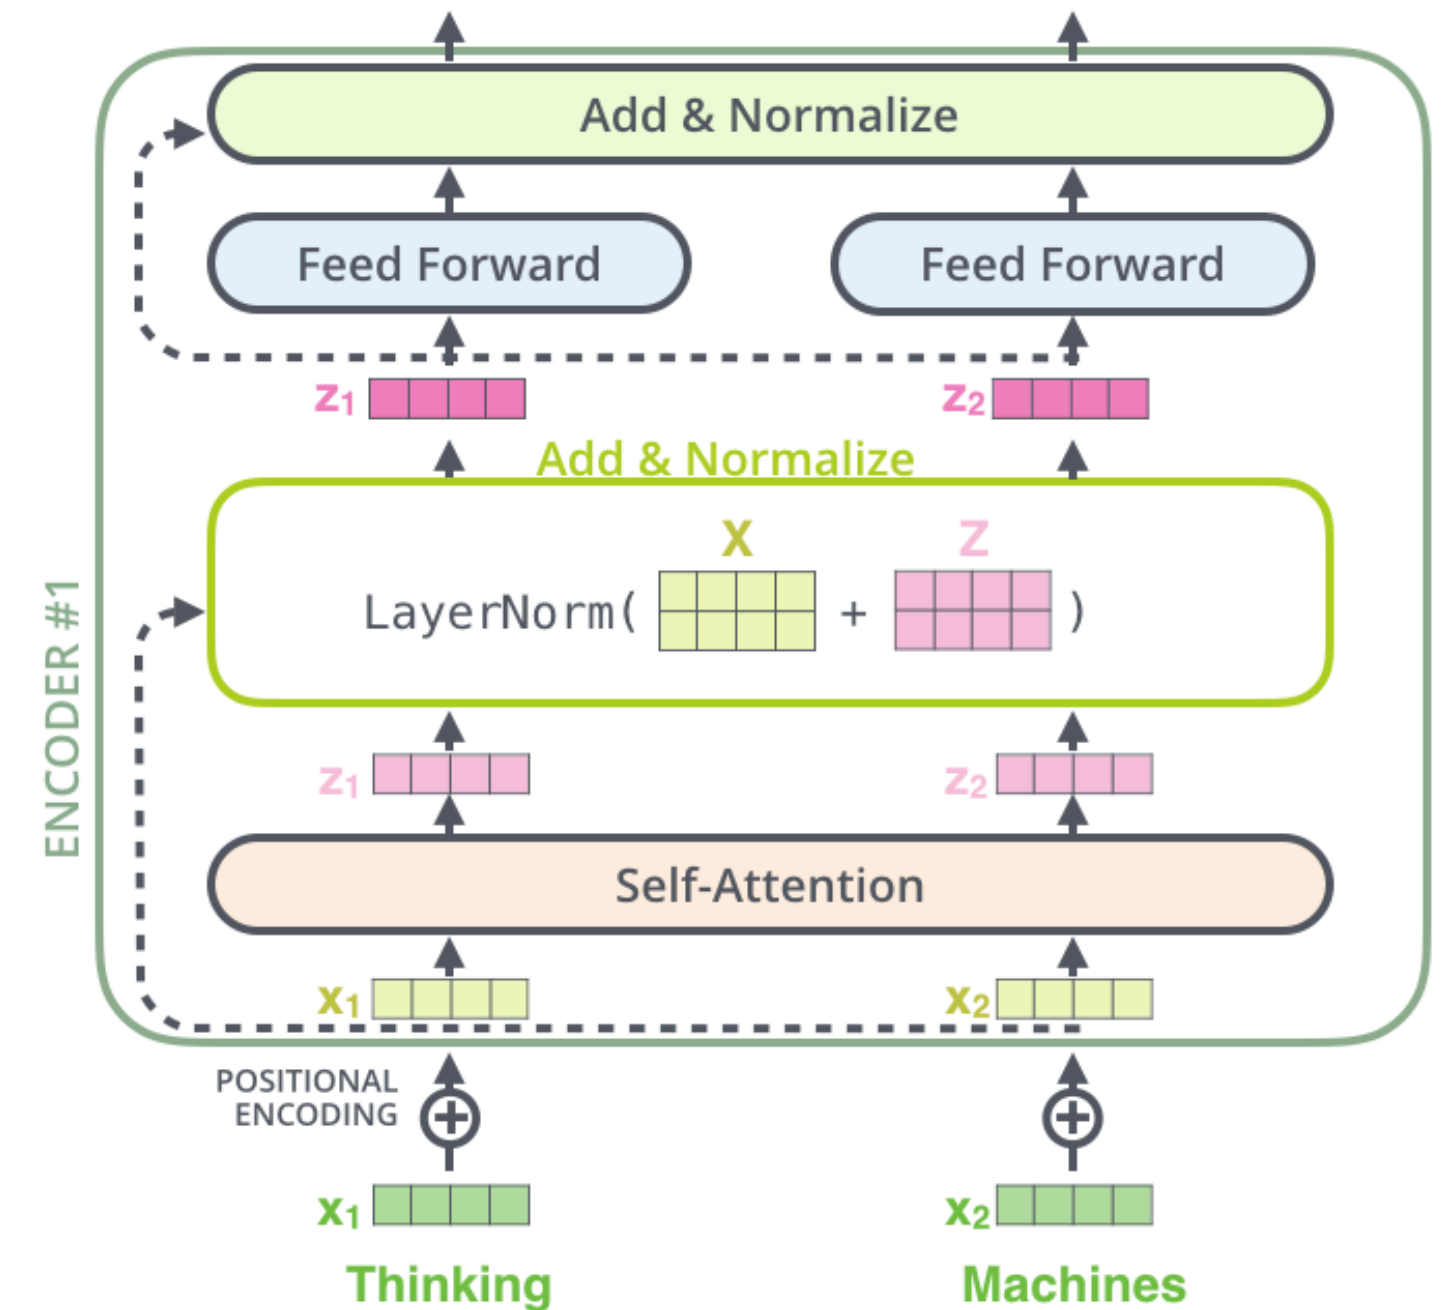 Add & Normalize
Feed Forward Feed Forward
z1 z2
Add & Normalize
X Z
LayerNorm( + )
z1 z2
Self-Attention
x1 x2
ENCODER #1
POSITIONAL
ENCODING
x1 x2
Thinking Machines